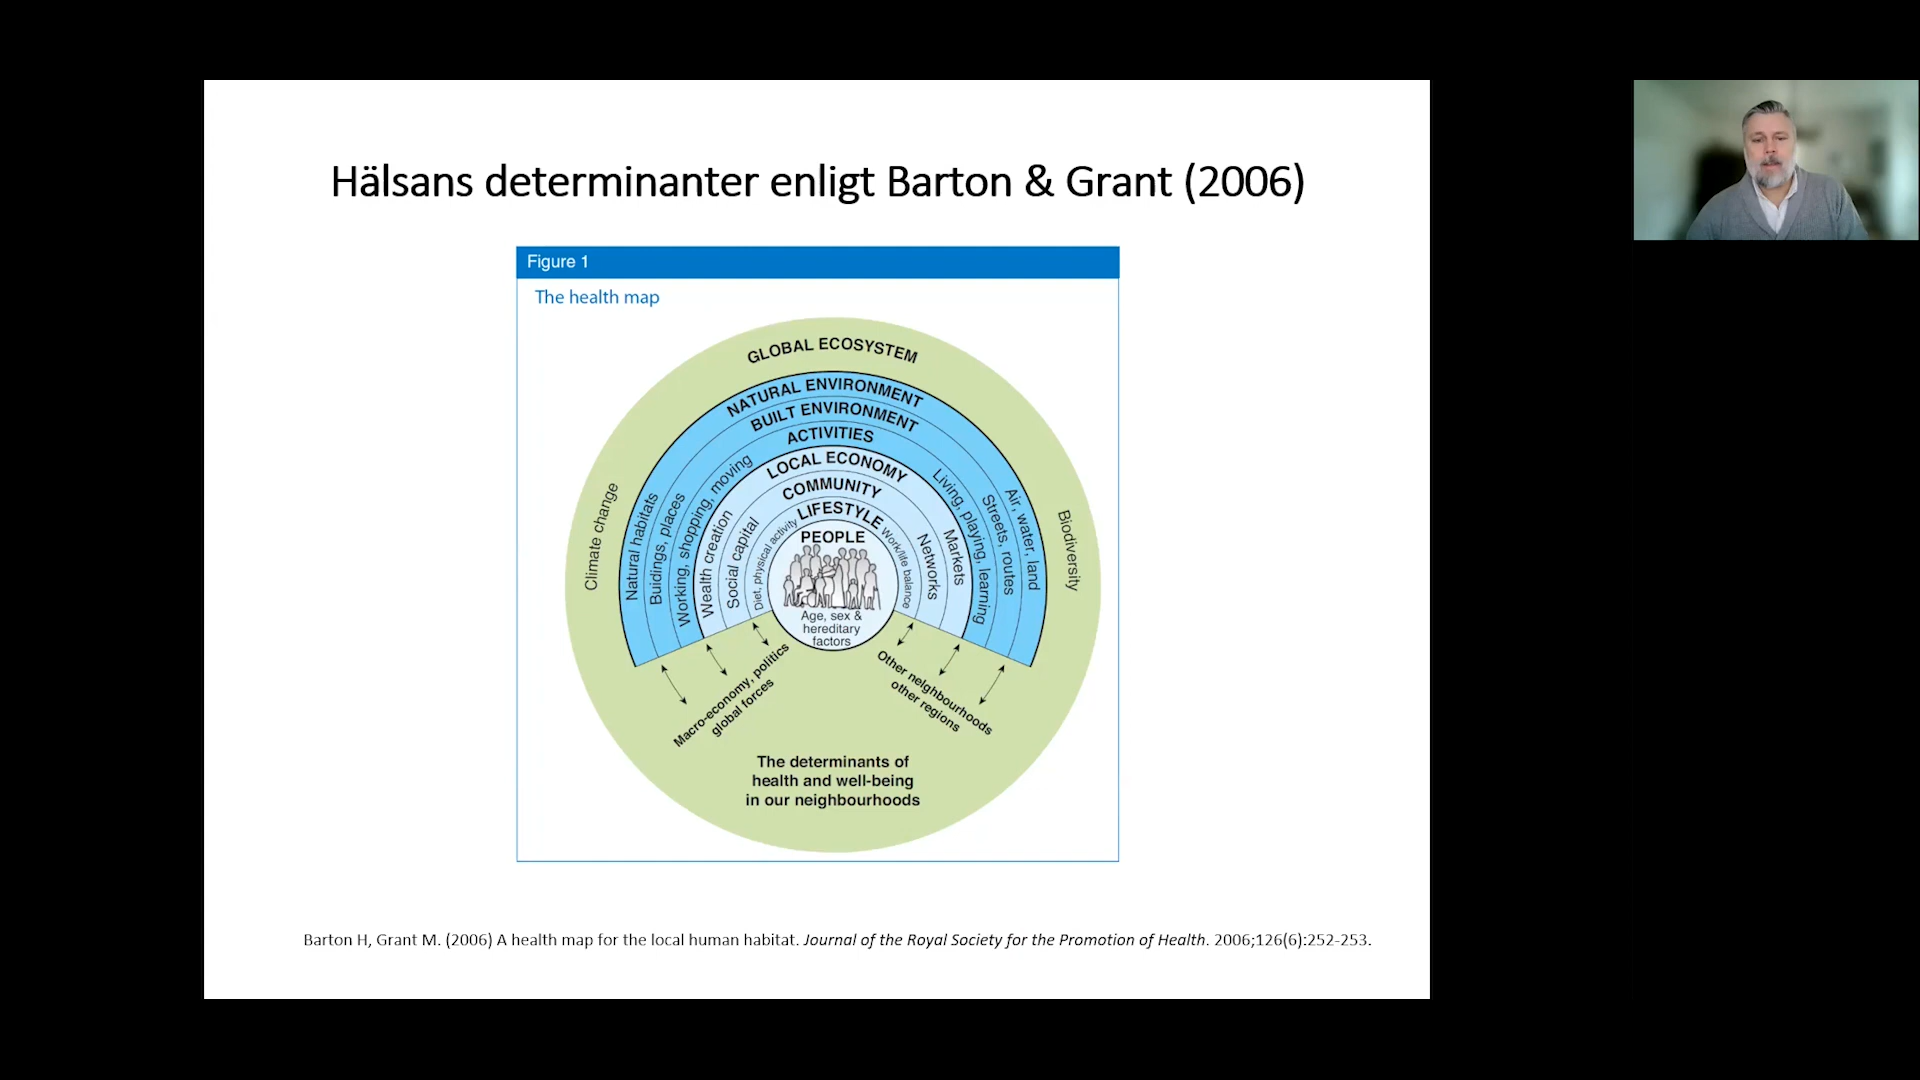 Hälsans determinanter enligt Barton & Grant (2006)
Figure 1
The health map
GLOBAL ECOSYSTEM
NATURAL ENVIRONMENT
BUILT ENVIRONMENT
ACTIVITIES
LOCAL ECONOMY
COMMUNITY
LIFESTYLE
PEOPLE
Age, sex &
hereditary
factors
Climate change
Natural habitats
Buidings, places
Working, shopping, moving
Wealth creation
Social capital
Diet, physical activity
Work/life balance
Networks
Markets
Living, playing, learning
Streets, routes
Air, water, land
Biodiversity
Macro-economy, politics
global forces
Other neighbourhoods
other regions
The determinants of
health and well-being
in our neighbourhoods
Barton H, Grant M. (2006) A health map for the local human habitat. Journal of the Royal Society for the Promotion of Health. 2006;126(6):252-253.